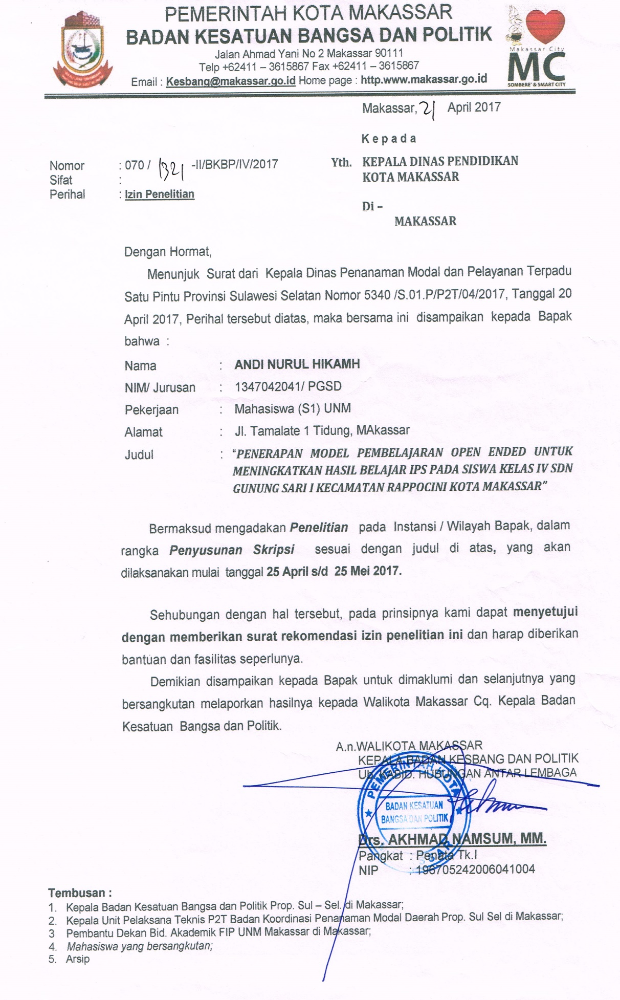 PEMERINTAH KOTA MAKASSAR
BADAN KESATUAN BANGSA DAN POLITIK
Jalan Ahmad Yani No 2 Makassar 90111
Telp +62411 – 3615867 Fax +62411 – 3615867
Email : Kesbang@makassar.go.id Home page : http.www.makassar.go.id
Makassar City
MC
SOMBERE' & SMART CITY
Makassar, 21 April 2017
Kepada
Nomor : 070 / 1321 -II/BKBP/IV/2017
Sifat :
Perihal : Izin Penelitian
Yth. KEPALA DINAS PENDIDIKAN
KOTA MAKASSAR
Di –
MAKASSAR
Dengan Hormat,
Menunjuk Surat dari Kepala Dinas Penanaman Modal dan Pelayanan Terpadu
Satu Pintu Provinsi Sulawesi Selatan Nomor 5340 /S.01.P/P2T/04/2017, Tanggal 20
April 2017, Perihal tersebut diatas, maka bersama ini disampaikan kepada Bapak
bahwa :
Nama : ANDI NURUL HIKAMH
NIM/ Jurusan : 1347042041/ PGSD
Pekerjaan : Mahasiswa (S1) UNM
Alamat : Jl. Tamalate 1 Tidung, MAkassar
Judul : “PENERAPAN MODEL PEMBELAJARAN OPEN ENDED UNTUK
MENINGKATKAN HASIL BELAJAR IPS PADA SISWA KELAS IV SDN
GUNUNG SARI I KECAMATAN RAPPOCINI KOTA MAKASSAR”
Bermaksud mengadakan Penelitian pada Instansi / Wilayah Bapak, dalam
rangka Penyusunan Skripsi sesuai dengan judul di atas, yang akan
dilaksanakan mulai tanggal 25 April s/d 25 Mei 2017.
Sehubungan dengan hal tersebut, pada prinsipnya kami dapat menyetujui
dengan memberikan surat rekomendasi izin penelitian ini dan harap diberikan
bantuan dan fasilitas seperlunya.
Demikian disampaikan kepada Bapak untuk dimaklumi dan selanjutnya yang
bersangkutan melaporkan hasilnya kepada Walikota Makassar Cq. Kepala Badan
Kesatuan Bangsa dan Politik.
A.n.WALIKOTA MAKASSAR
KEPALA BADAN KESBANG DAN POLITIK
Ub. KABID. HUBUNGAN ANTAR LEMBAGA
PEMERINTAH KOTA
BADAN KESATUAN
BANGSA DAN POLITIK
Drs. AKHMAD NAMSUM, MM.
Pangkat : Penata Tk.I
NIP : 196705242006041004
Tembusan :
1. Kepala Badan Kesatuan Bangsa dan Politik Prop. Sul – Sel. di Makassar;
2. Kepala Unit Pelaksana Teknis P2T Badan Koordinasi Penanaman Modal Daerah Prop. Sul Sel di Makassar;
3 Pembantu Dekan Bid. Akademik FIP UNM Makassar di Makassar;
4. Mahasiswa yang bersangkutan;
5. Arsip